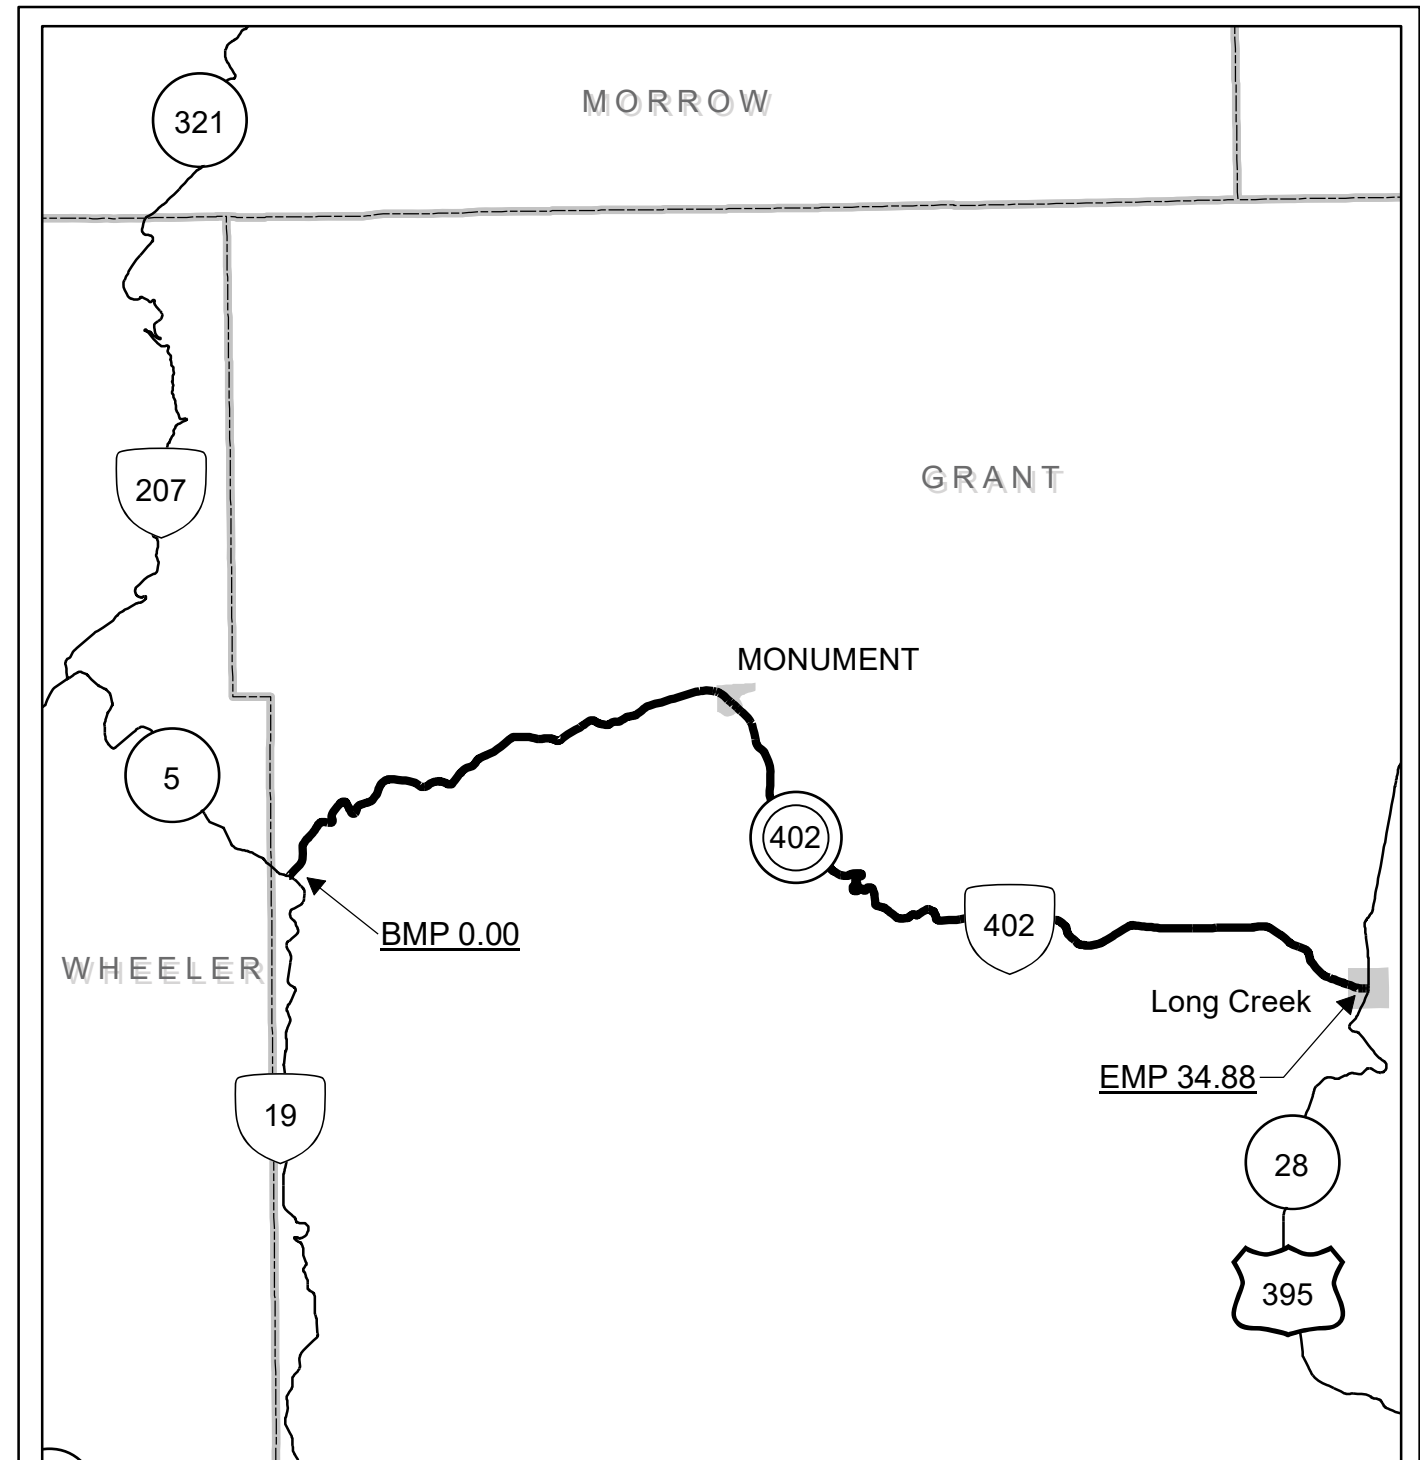 MORROW
321
GRANT
207
MONUMENT
5
402
BMP 0.00
402
WHEELER
Long Creek
EMP 34.88
19
28
395